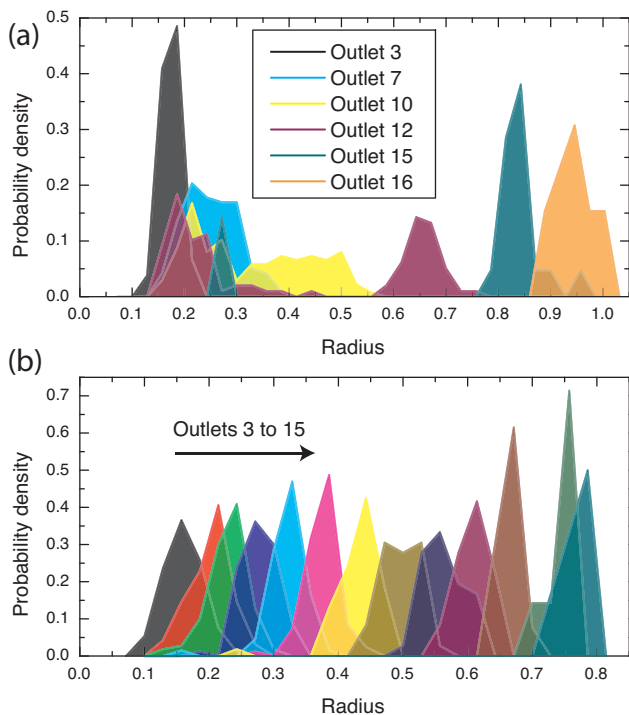 (a)
Outlet 3
Outlet 7
Outlet 10
Outlet 12
Outlet 15
Outlet 16
Probability density
0.5
0.4
0.3
0.2
0.1
0.0
0.0 0.1 0.2 0.3 0.4 0.5 0.6 0.7 0.8 0.9 1.0
Radius
(b)
Outlets 3 to 15
Probability density
0.7
0.6
0.5
0.4
0.3
0.2
0.1
0.0
0.0 0.1 0.2 0.3 0.4 0.5 0.6 0.7 0.8
Radius